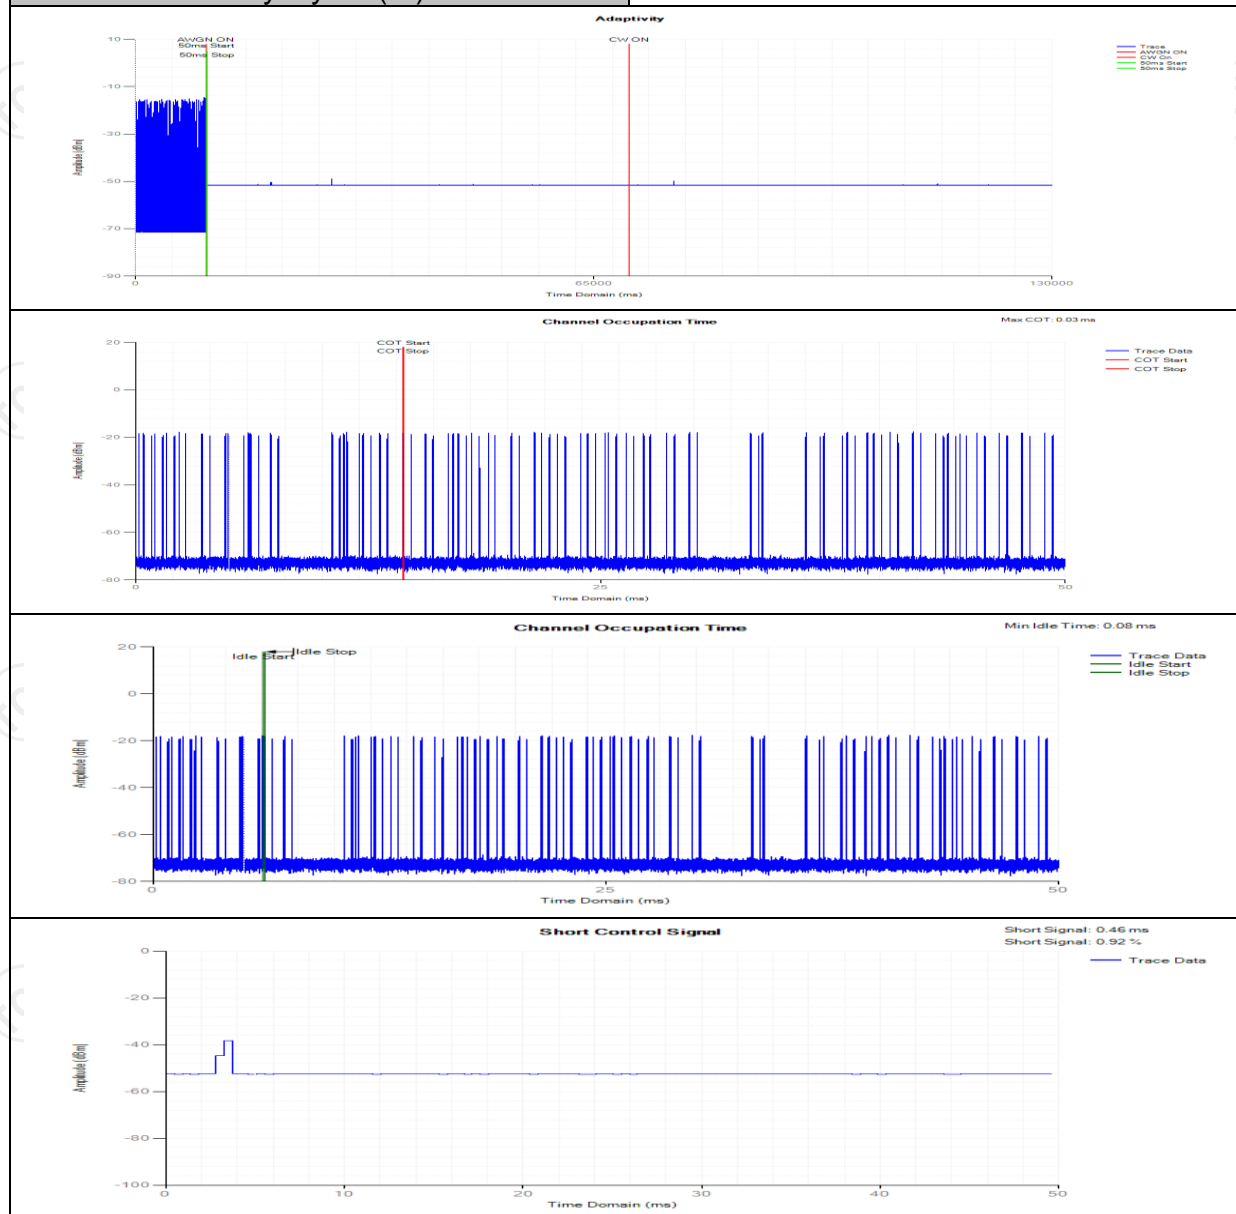 Adaptivity
10
-10
-30
-50
-70
-90
Amplitude (dBm)
AWGN ON
50ms Start
50ms Stop
CW ON
Trace
AWGN ON
CW On
50ms Start
50ms Stop
0
65000
130000
Time Domain (ms)
Channel Occupation Time
Max COT: 0.03 ms
20
0
-20
-40
-60
-80
Amplitude (dBm)
COT Start
COT Stop
Trace Data
COT Start
COT Stop
0
25
50
Time Domain (ms)
Channel Occupation Time
Min Idle Time: 0.08 ms
20
0
-20
-40
-60
-80
Amplitude (dBm)
Idle Start
Idle Stop
Trace Data
Idle Start
Idle Stop
0
25
50
Time Domain (ms)
Short Control Signal
Short Signal: 0.46 ms
Short Signal: 0.92 %
Trace Data
0
-20
-40
-60
-80
-100
Amplitude (dBm)
0
10
20
30
40
50
Time Domain (ms)